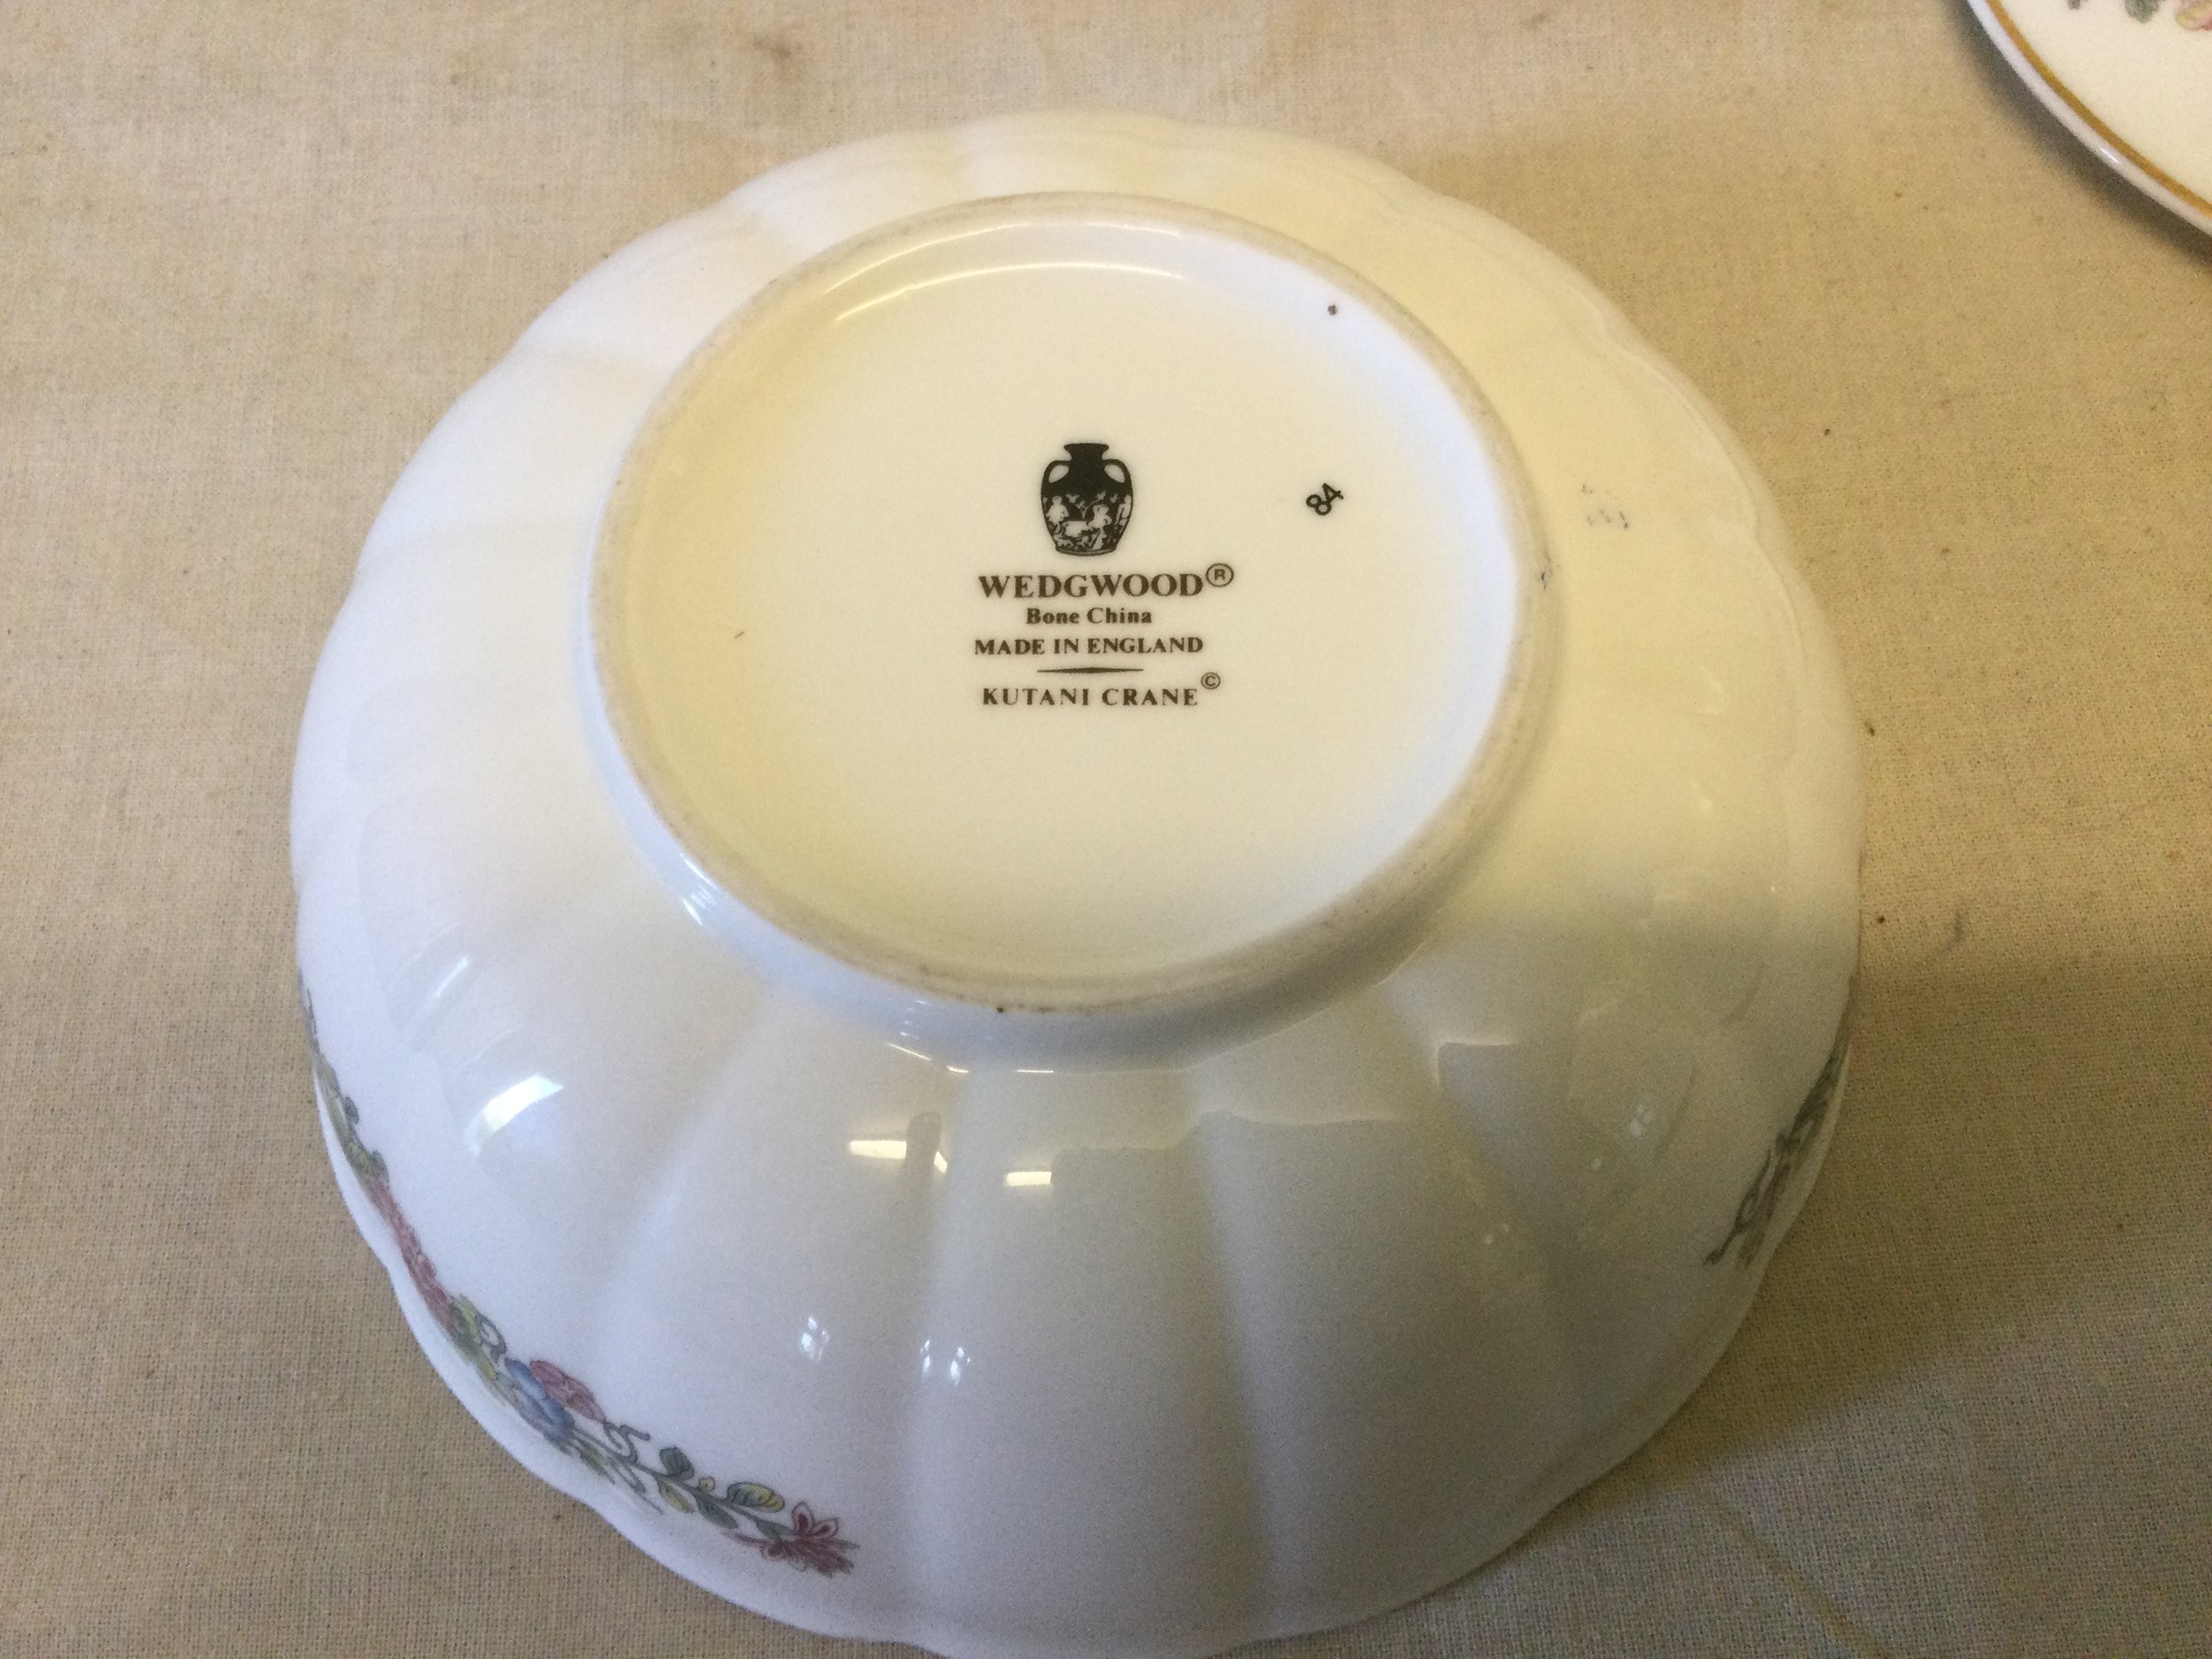 84
WEDGWOOD®
Bone China
MADE IN ENGLAND
KUTANI CRANE©